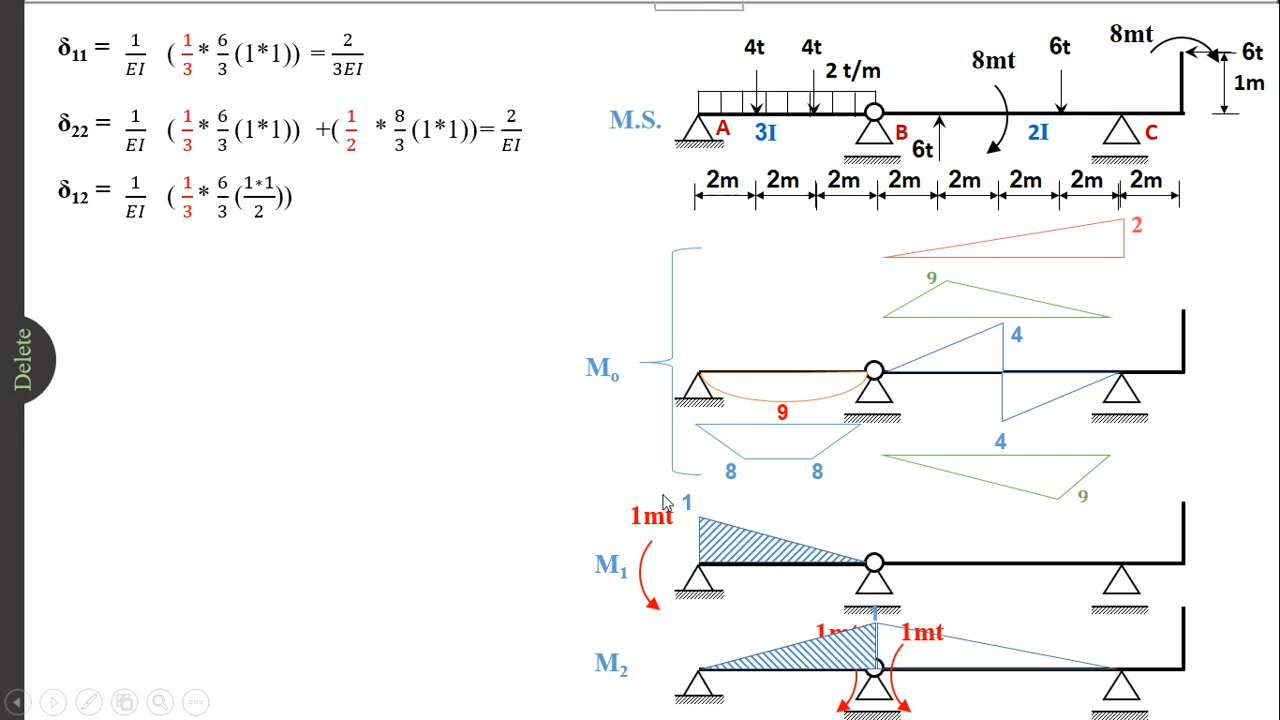 δ11 = 1/EI (1/3 * 6/3 (1*1)) = 2/3EI
δ22 = 1/EI (1/3 * 6/3 (1*1)) +(1/2 * 8/3 (1*1))= 2/EI
δ12 = 1/EI (1/3 * 6/3 (1*1/2))
Delete
8mt
4t 4t 8mt 6t 6t
2 t/m 1m
M.S. A 3I B 6t 2I C
2m 2m 2m 2m 2m 2m 2m 2m
2
9
4
Mo
9
4
8 8 9
1
1mt
M1
1
1mt 1mt
M2